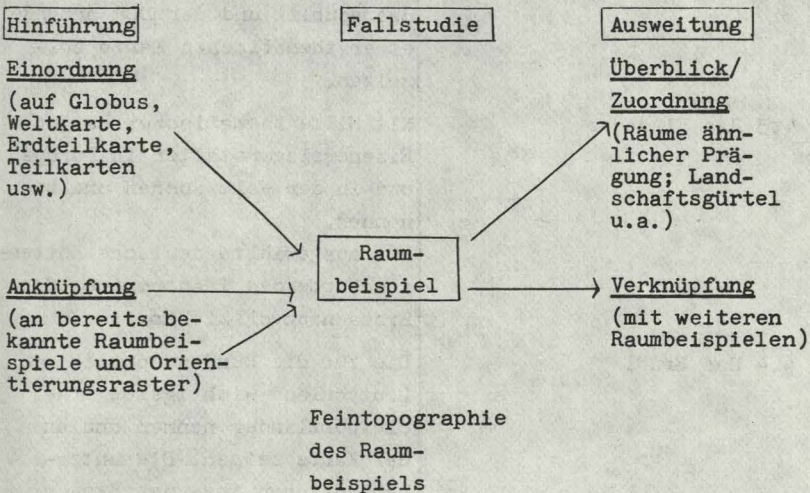 Hinführung
Fallstudie
Ausweitung
Einordnung
(auf Globus,
Weltkarte,
Erdteilkarte,
Teilkarten
usw.)
Überblick/
Zuordnung
(Räume ähn-
licher Prä-
gung; Land-
schaftsgürtel
u.a.)
Raum-
beispiel
Anknüpfung
(an bereits be-
kannte Raumbei-
spiele und Orien-
tierungsraster)
Verknüpfung
(mit weiteren
Raumbeispielen)
Feintopographie
des Raum-
beispiels